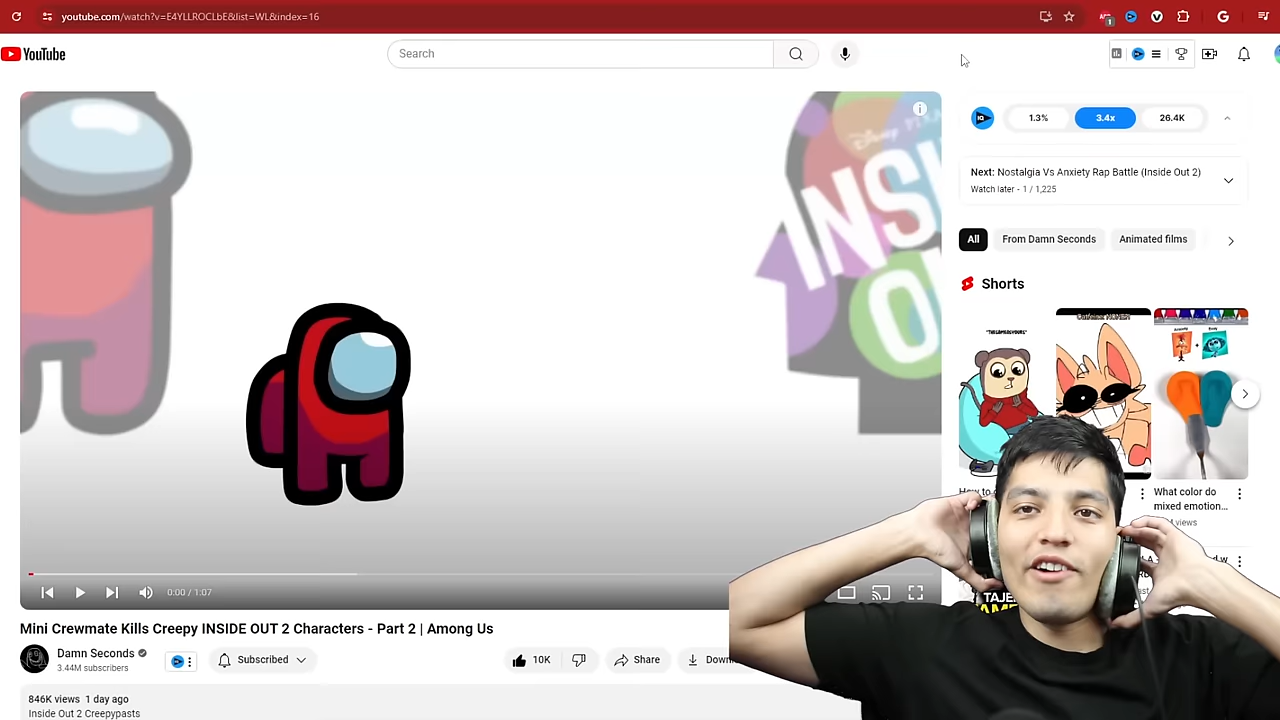 youtube.com/watch?v=E4YLLROCLbE&list=WL&index=16
YouTube
Search
1.3%
3.4x
26.4K
Next: Nostalgia Vs Anxiety Rap Battle (Inside Out 2)
Watch later - 1 / 1,225
All
From Damn Seconds
Animated films
Shorts
INS
OU
What color do
mixed emotion...
views
0:00 / 1:07
Mini Crewmate Kills Creepy INSIDE OUT 2 Characters - Part 2 | Among Us
Damn Seconds
3.44M subscribers
Subscribed
10K
Share
846K views 1 day ago
Inside Out 2 Creepypasts